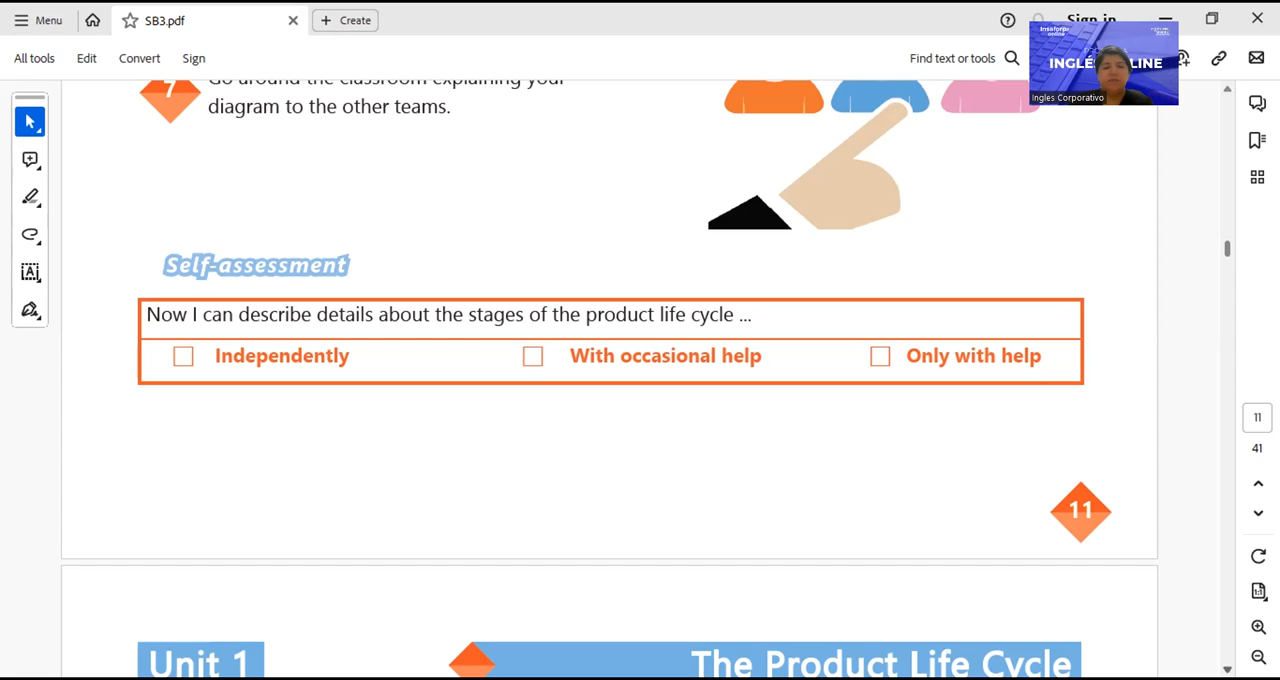 Menu
SB3.pdf
Create
Sign in
All tools
Edit
Convert
Sign
Find text or tools
INGLÉS ONLINE
Ingles Corporativo
7
Go around the classroom explaining your
diagram to the other teams.
Self-assessment
Now I can describe details about the stages of the product life cycle ...
Independently
With occasional help
Only with help
11
11
41
Unit 1
The Product Life Cycle